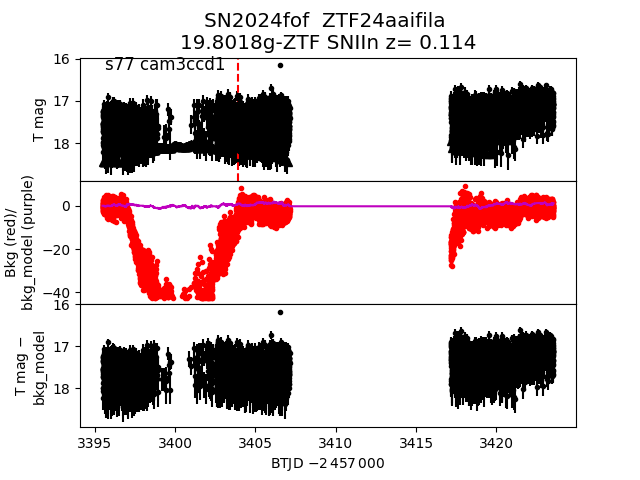 SN2024fof  ZTF24aaifila
19.8018g-ZTF SNIIn z= 0.114
s77 cam3ccd1
16
17
18
T mag
0
−20
−40
Bkg (red)/
bkg_model (purple)
16
17
18
T mag −
bkg_model
3395 3400 3405 3410 3415 3420
BTJD −2 457 000